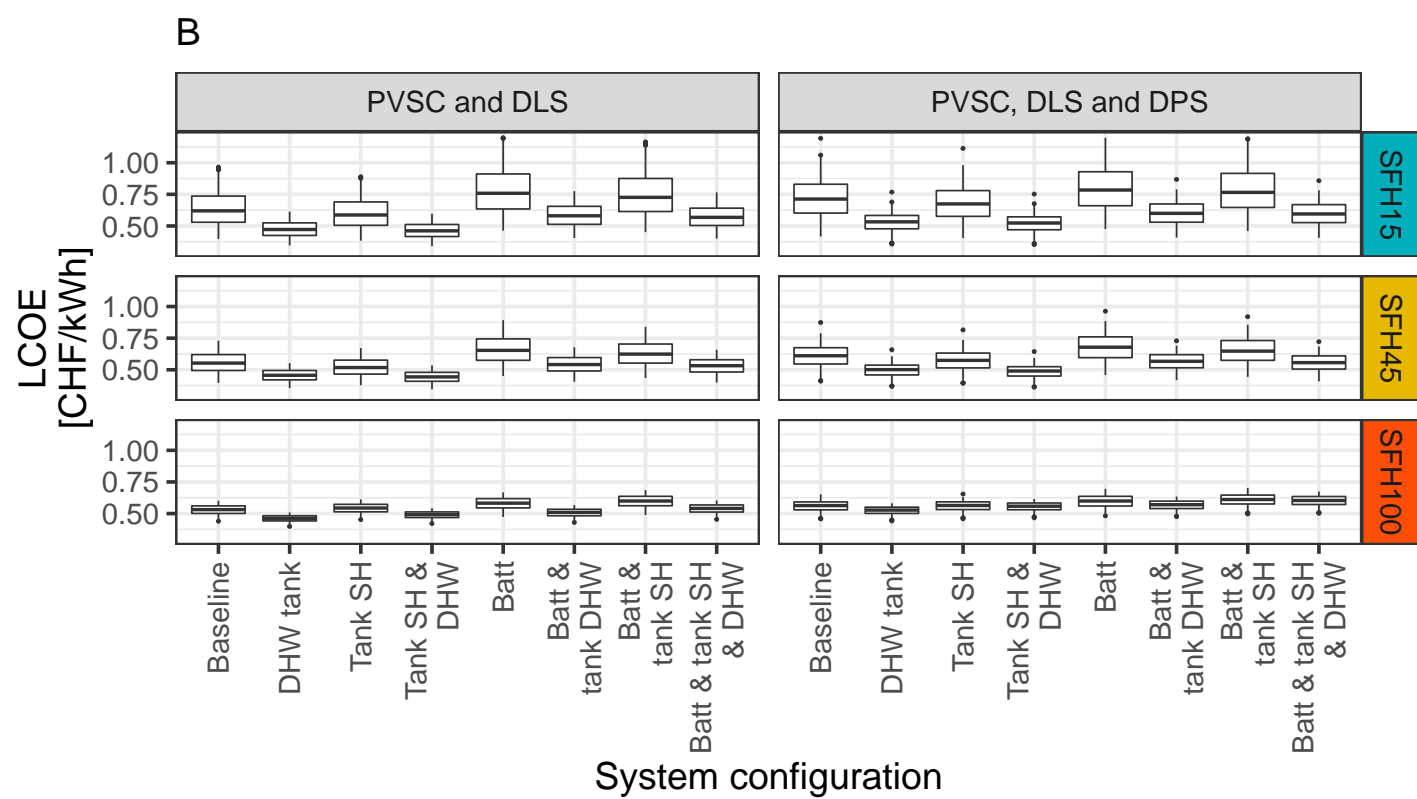 B
PVSC and DLS
PVSC, DLS and DPS
LCOE
[CHF/kWh]
1.00
0.75
0.50
SFH15
1.00
0.75
0.50
SFH45
1.00
0.75
0.50
SFH100
Baseline
DHW tank
Tank SH
Tank SH &
DHW
Batt
Batt &
tank DHW
Batt &
tank SH
Batt & tank SH
& DHW
Baseline
DHW tank
Tank SH
Tank SH &
DHW
Batt
Batt &
tank DHW
Batt &
tank SH
Batt & tank SH
& DHW
System configuration